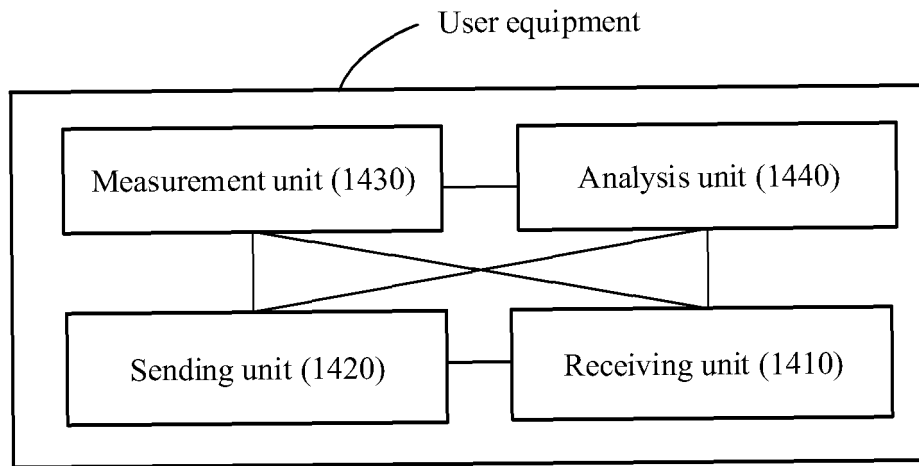 User equipment
Measurement unit (1430)
Analysis unit (1440)
Sending unit (1420)
Receiving unit (1410)